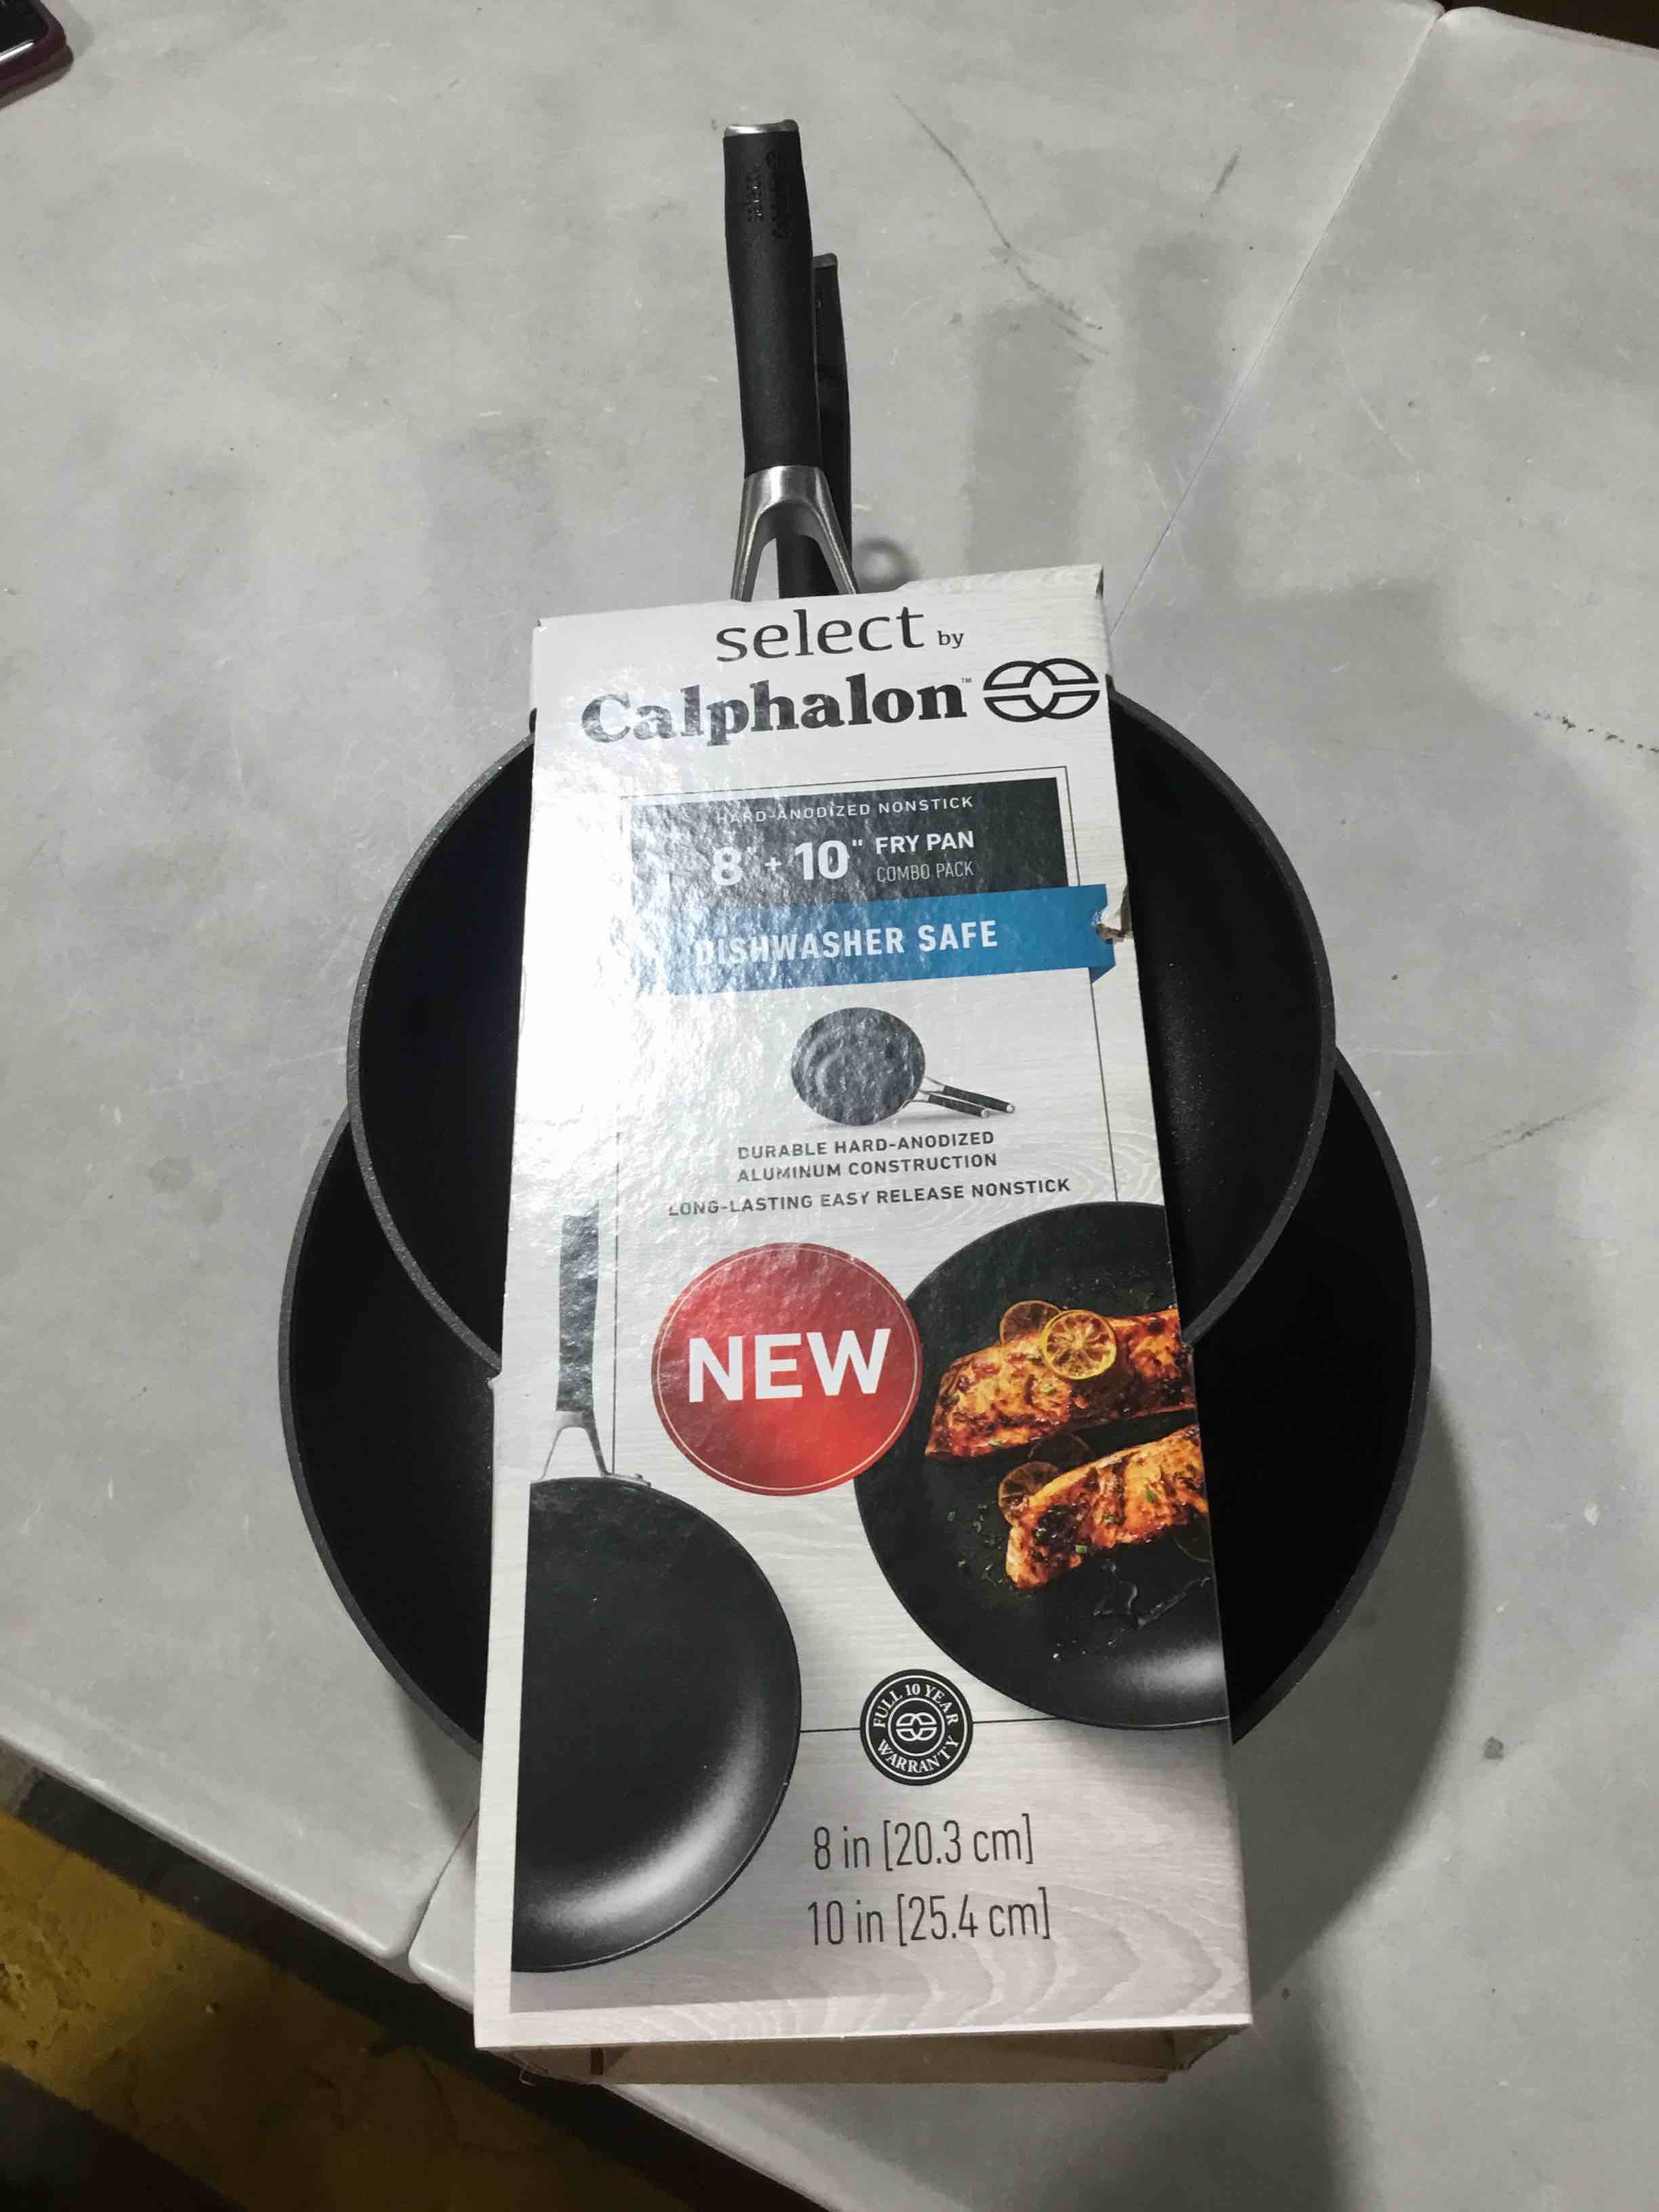 select by
Calphalon™
HARD-ANODIZED NONSTICK
8" + 10" FRY PAN
COMBO PACK
DISHWASHER SAFE
DURABLE HARD-ANODIZED
ALUMINUM CONSTRUCTION
LONG-LASTING EASY RELEASE NONSTICK
NEW
FULL 10 YEAR
WARRANTY
8 in [20.3 cm]
10 in [25.4 cm]